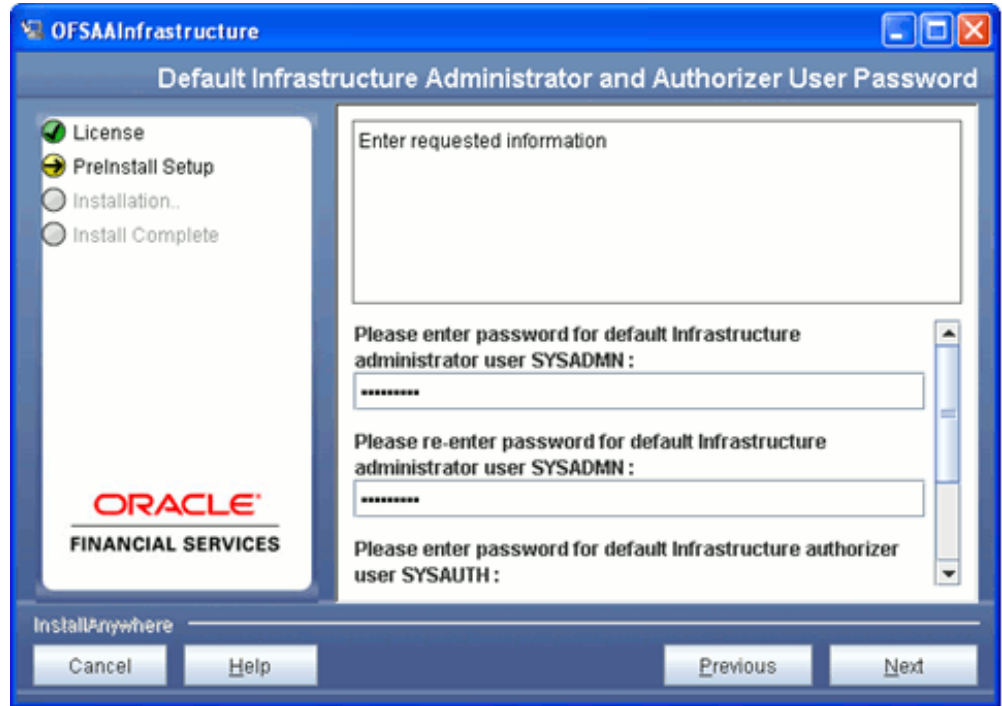 OFSAAInfrastructure
Default Infrastructure Administrator and Authorizer User Password
License
PreInstall Setup
Installation..
Install Complete
ORACLE
FINANCIAL SERVICES
Enter requested information
Please enter password for default Infrastructure
administrator user SYSADMN :
•••••••••
Please re-enter password for default Infrastructure
administrator user SYSADMN :
•••••••••
Please enter password for default Infrastructure authorizer
user SYSAUTH :
InstallAnywhere
Cancel
Help
Previous
Next